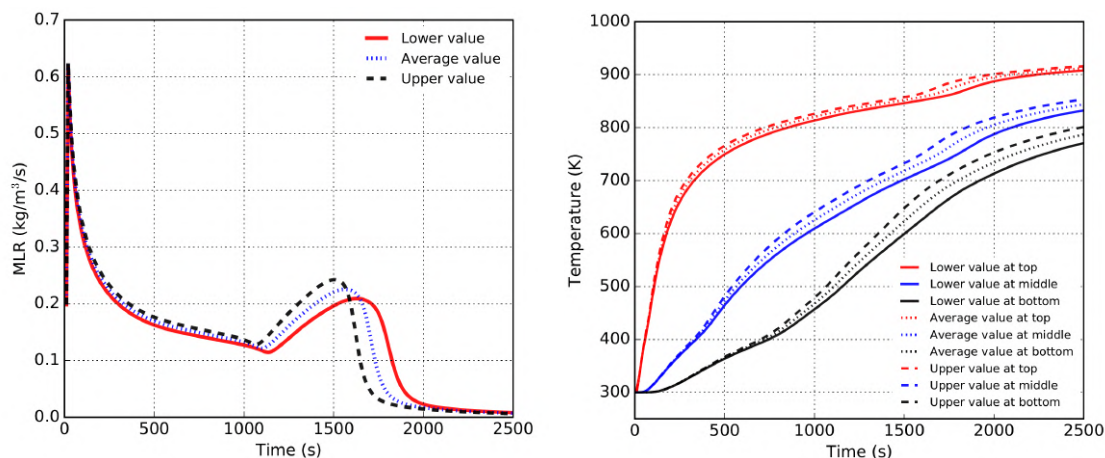 0.7
0.6
0.5
0.4
0.3
0.2
0.1
0.0
MLR (kg/m³/s)
Lower value
Average value
Upper value
0 500 1000 1500 2000 2500
Time (s)
1000
900
800
700
600
500
400
300
Temperature (K)
Lower value at top
Lower value at middle
Lower value at bottom
Average value at top
Average value at middle
Average value at bottom
Upper value at top
Upper value at middle
Upper value at bottom
0 500 1000 1500 2000 2500
Time (s)